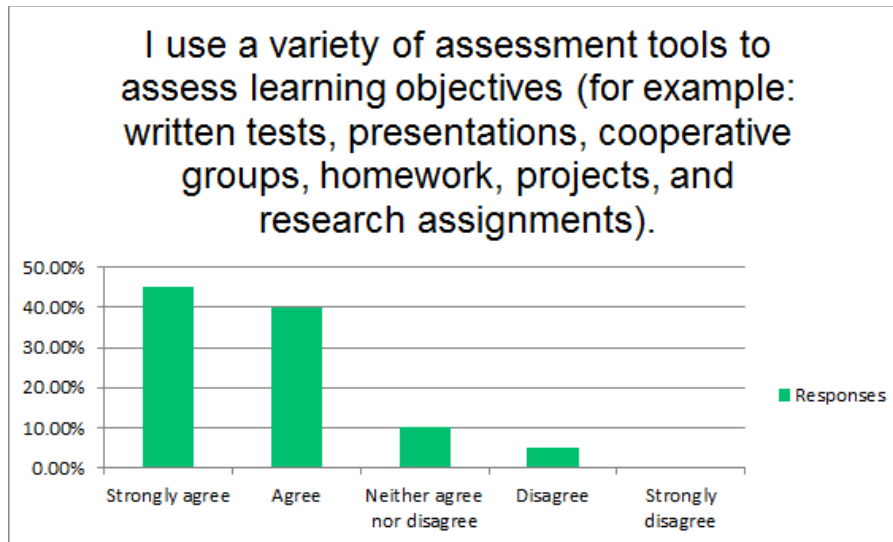 I use a variety of assessment tools to
assess learning objectives (for example:
written tests, presentations, cooperative
groups, homework, projects, and
research assignments).
50.00%
40.00%
30.00%
20.00%
10.00%
0.00%
Strongly agree
Agree
Neither agree
nor disagree
Disagree
Strongly
disagree
Responses